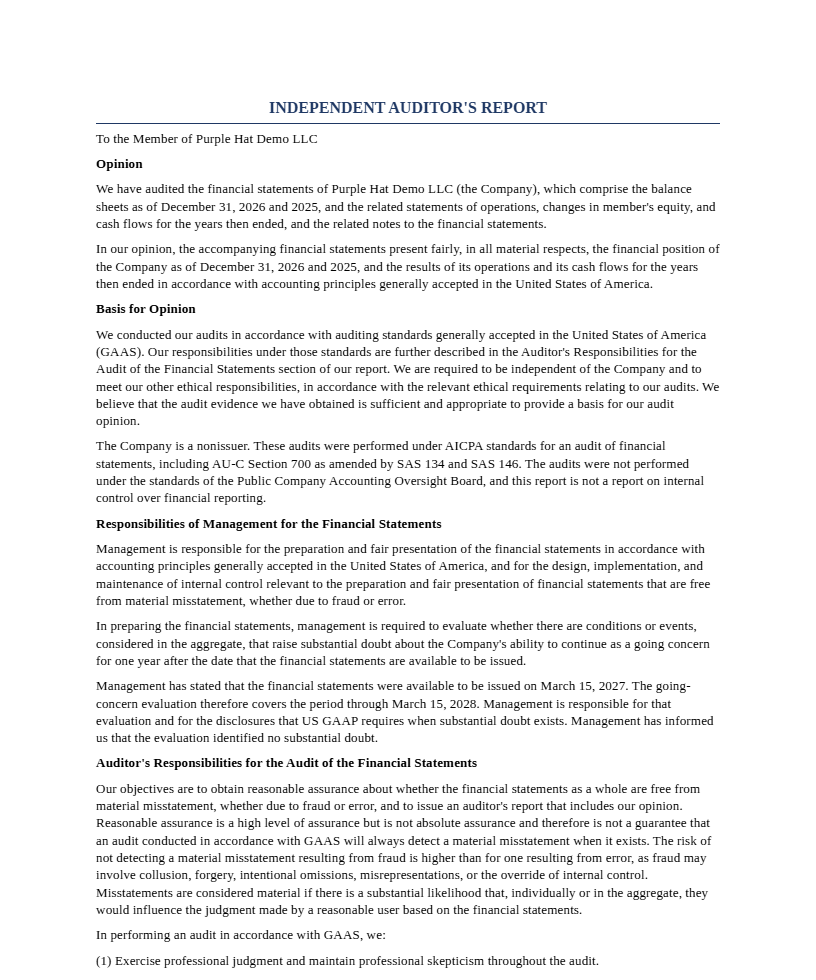 INDEPENDENT AUDITOR'S REPORT
To the Member of Purple Hat Demo LLC
Opinion
We have audited the financial statements of Purple Hat Demo LLC (the Company), which comprise the balance
sheets as of December 31, 2026 and 2025, and the related statements of operations, changes in member's equity, and
cash flows for the years then ended, and the related notes to the financial statements.
In our opinion, the accompanying financial statements present fairly, in all material respects, the financial position of
the Company as of December 31, 2026 and 2025, and the results of its operations and its cash flows for the years
then ended in accordance with accounting principles generally accepted in the United States of America.
Basis for Opinion
We conducted our audits in accordance with auditing standards generally accepted in the United States of America
(GAAS). Our responsibilities under those standards are further described in the Auditor's Responsibilities for the
Audit of the Financial Statements section of our report. We are required to be independent of the Company and to
meet our other ethical responsibilities, in accordance with the relevant ethical requirements relating to our audits. We
believe that the audit evidence we have obtained is sufficient and appropriate to provide a basis for our audit
opinion.
The Company is a nonissuer. These audits were performed under AICPA standards for an audit of financial
statements, including AU-C Section 700 as amended by SAS 134 and SAS 146. The audits were not performed
under the standards of the Public Company Accounting Oversight Board, and this report is not a report on internal
control over financial reporting.
Responsibilities of Management for the Financial Statements
Management is responsible for the preparation and fair presentation of the financial statements in accordance with
accounting principles generally accepted in the United States of America, and for the design, implementation, and
maintenance of internal control relevant to the preparation and fair presentation of financial statements that are free
from material misstatement, whether due to fraud or error.
In preparing the financial statements, management is required to evaluate whether there are conditions or events,
considered in the aggregate, that raise substantial doubt about the Company's ability to continue as a going concern
for one year after the date that the financial statements are available to be issued.
Management has stated that the financial statements were available to be issued on March 15, 2027. The going-
concern evaluation therefore covers the period through March 15, 2028. Management is responsible for that
evaluation and for the disclosures that US GAAP requires when substantial doubt exists. Management has informed
us that the evaluation identified no substantial doubt.
Auditor's Responsibilities for the Audit of the Financial Statements
Our objectives are to obtain reasonable assurance about whether the financial statements as a whole are free from
material misstatement, whether due to fraud or error, and to issue an auditor's report that includes our opinion.
Reasonable assurance is a high level of assurance but is not absolute assurance and therefore is not a guarantee that
an audit conducted in accordance with GAAS will always detect a material misstatement when it exists. The risk of
not detecting a material misstatement resulting from fraud is higher than for one resulting from error, as fraud may
involve collusion, forgery, intentional omissions, misrepresentations, or the override of internal control.
Misstatements are considered material if there is a substantial likelihood that, individually or in the aggregate, they
would influence the judgment made by a reasonable user based on the financial statements.
In performing an audit in accordance with GAAS, we:
(1) Exercise professional judgment and maintain professional skepticism throughout the audit.